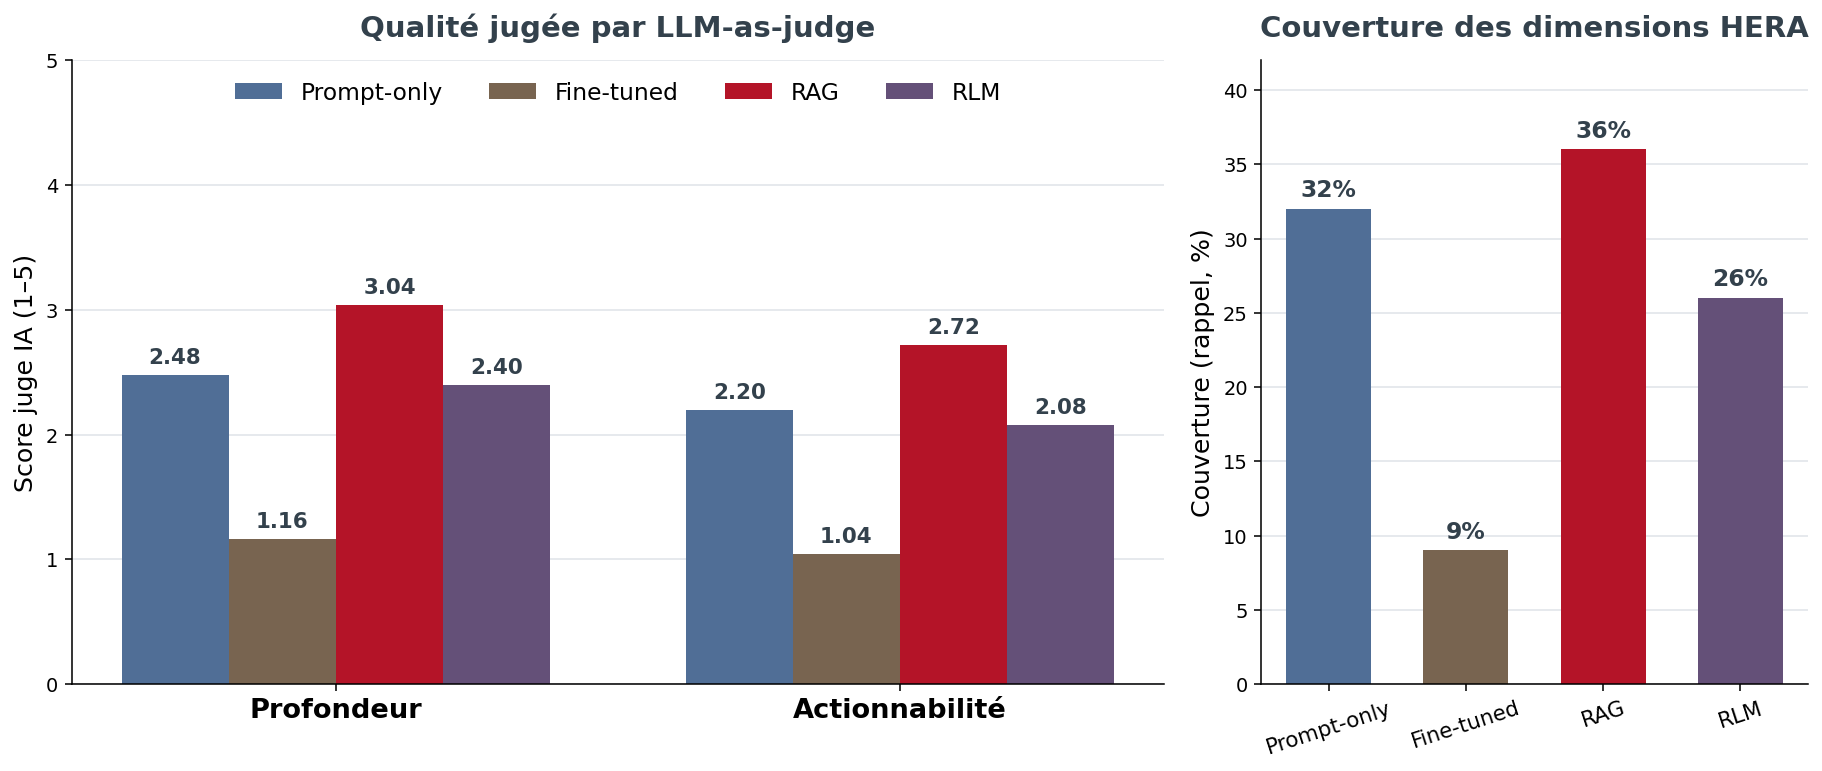 Qualité jugée par LLM-as-judge
Prompt-only Fine-tuned RAG RLM
Score juge IA (1–5)
5
4
3
2
1
0
2.48
1.16
3.04
2.40
2.20
1.04
2.72
2.08
Profondeur
Actionnabilité
Couverture des dimensions HERA
Couverture (rappel, %)
40
35
30
25
20
15
10
5
0
32%
9%
36%
26%
Prompt-only
Fine-tuned
RAG
RLM